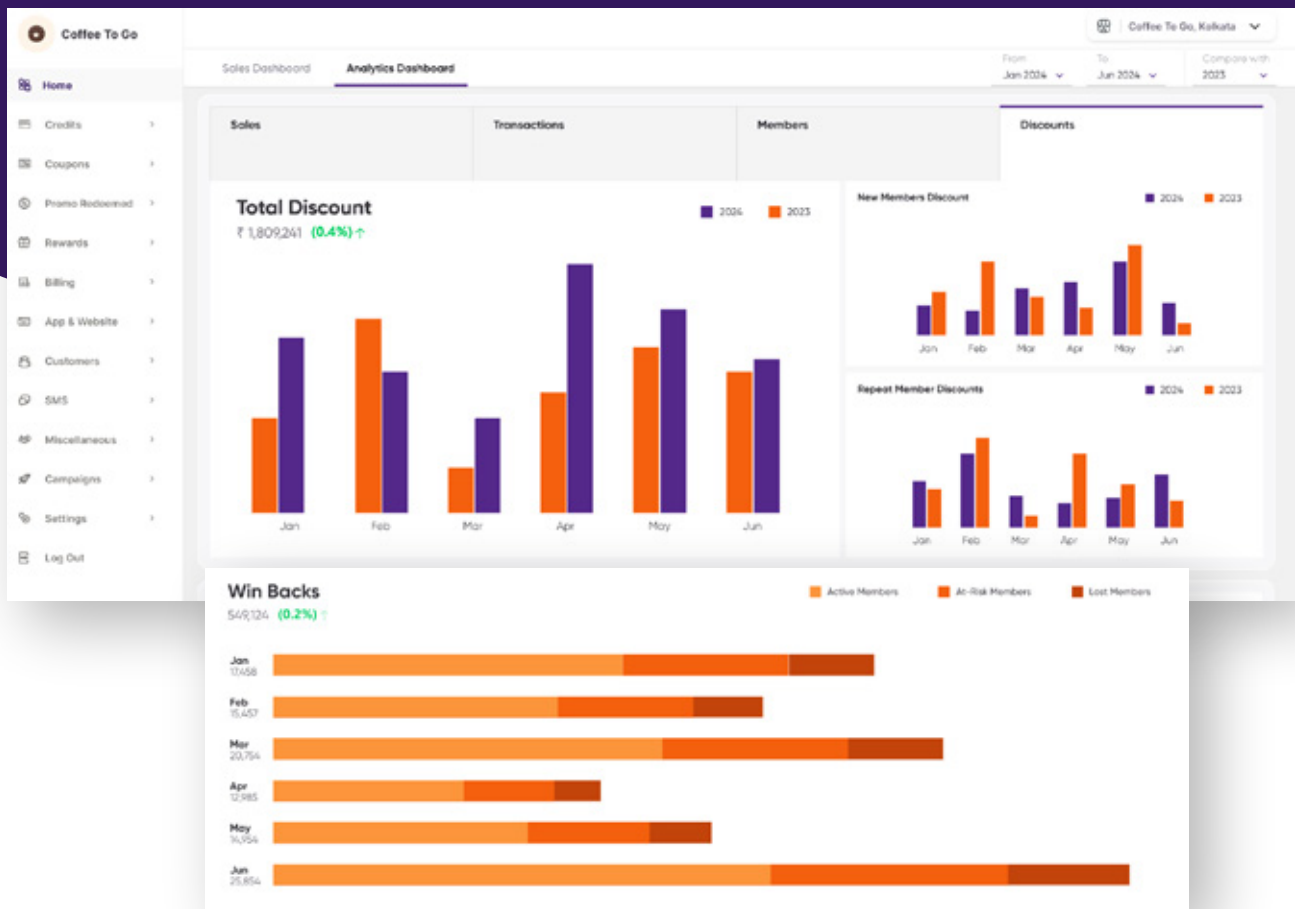 Coffee To Go
Coffee To Go, Kolkata
Home
Credits
Coupons
Promo Redeemed
Rewards
Billing
App & Website
Customers
SMS
Miscellaneous
Campaigns
Settings
Log Out
Sales Dashboard Analytics Dashboard
From To Compare with
Jan 2024 Jun 2024 2023
Sales Transactions Members Discounts
Total Discount
₹ 1,809,241 (0.4%) ↑
2024 2023
Jan Feb Mar Apr May Jun
New Members Discount 2024 2023
Jan Feb Mar Apr May Jun
Repeat Member Discounts 2024 2023
Jan Feb Mar Apr May Jun
Win Backs
Active Members At-Risk Members Lost Members
549,124 (0.2%) ↑
Jan
17,458
Feb
15,457
Mar
20,754
Apr
12,985
May
14,954
Jun
25,854